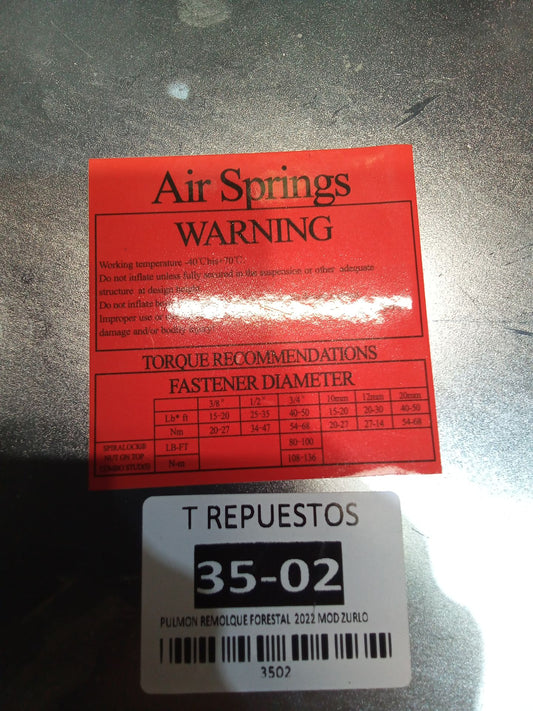 Air Springs
WARNING
Working temperature -40
Do not inflate unless fully secured in the suspension or other adequate
structure at design height.
Do not inflate be
Improper use or
damage and/or bodily injury
TORQUE RECOMMENDATIONS
FASTENER DIAMETER
3/8" 1/2" 3/4" 10mm 12mm 20mm
Lb* ft 15-20 25-35 40-50 15-20 20-30 40-50
Nm 20-27 34-47 54-68 20-27 27-14 54-68
SPIRALOCK® LB-FT 80-100
NUT ON TOP
COMBO STUDES N-m 108-136
T REPUESTOS
35-02
PULMON REMOLQUE FORESTAL 2022 MOD ZURLO
3502